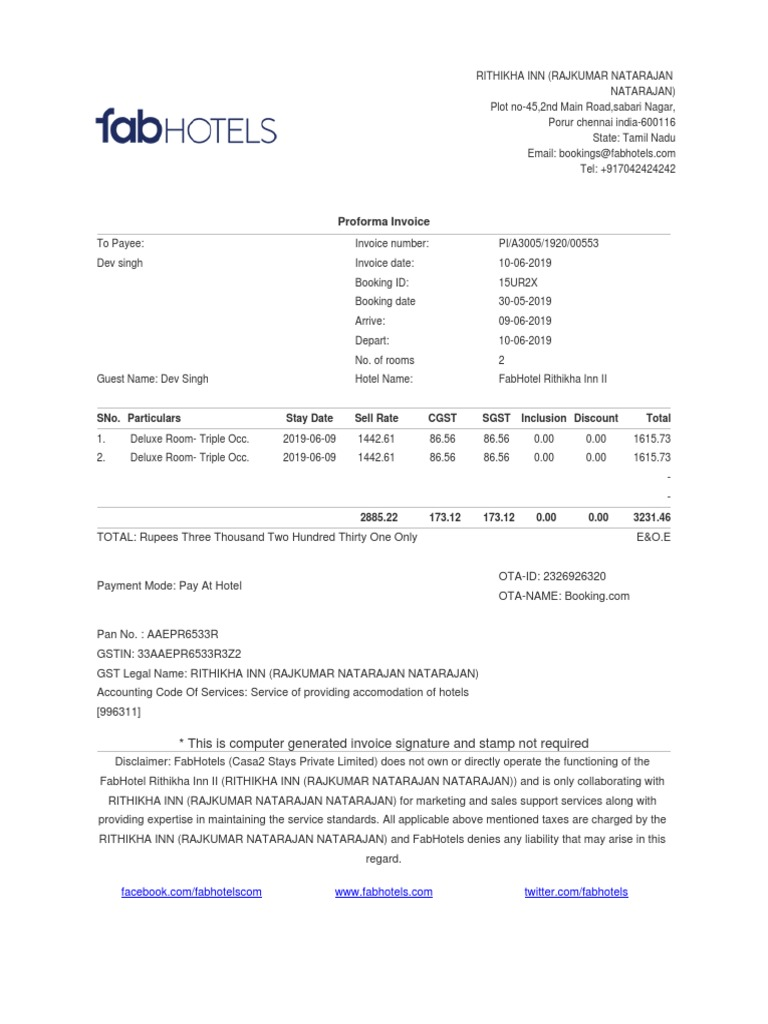 RITHIKHA INN (RAJKUMAR NATARAJAN
NATARAJAN)
Plot no-45,2nd Main Road,sabari Nagar,
Porur chennai india-600116
State: Tamil Nadu
Email: bookings@fabhotels.com
Tel: +917042424242
fabHOTELS
Proforma Invoice
To Payee: Invoice number: PI/A3005/1920/00553
Dev singh Invoice date: 10-06-2019
Booking ID: 15UR2X
Booking date 30-05-2019
Arrive: 09-06-2019
Depart: 10-06-2019
No. of rooms 2
Guest Name: Dev Singh Hotel Name: FabHotel Rithikha Inn II
SNo. Particulars Stay Date Sell Rate CGST SGST Inclusion Discount Total
1. Deluxe Room- Triple Occ. 2019-06-09 1442.61 86.56 86.56 0.00 0.00 1615.73
2. Deluxe Room- Triple Occ. 2019-06-09 1442.61 86.56 86.56 0.00 0.00 1615.73
-
-
2885.22 173.12 173.12 0.00 0.00 3231.46
TOTAL: Rupees Three Thousand Two Hundred Thirty One Only E&O.E
OTA-ID: 2326926320
Payment Mode: Pay At Hotel
OTA-NAME: Booking.com
Pan No. : AAEPR6533R
GSTIN: 33AAEPR6533R3Z2
GST Legal Name: RITHIKHA INN (RAJKUMAR NATARAJAN NATARAJAN)
Accounting Code Of Services: Service of providing accomodation of hotels
[996311]
* This is computer generated invoice signature and stamp not required
Disclaimer: FabHotels (Casa2 Stays Private Limited) does not own or directly operate the functioning of the
FabHotel Rithikha Inn II (RITHIKHA INN (RAJKUMAR NATARAJAN NATARAJAN)) and is only collaborating with
RITHIKHA INN (RAJKUMAR NATARAJAN NATARAJAN) for marketing and sales support services along with
providing expertise in maintaining the service standards. All applicable above mentioned taxes are charged by the
RITHIKHA INN (RAJKUMAR NATARAJAN NATARAJAN) and FabHotels denies any liability that may arise in this
regard.
facebook.com/fabhotelscom www.fabhotels.com twitter.com/fabhotels